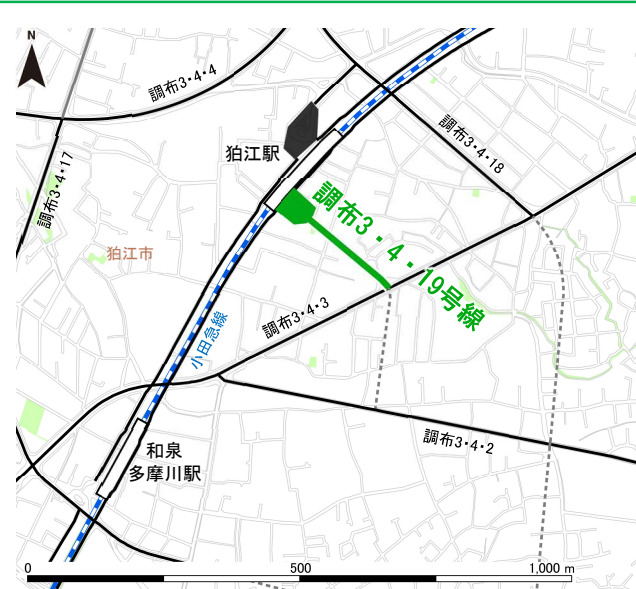 N
調布3・4・4
調布3・4・18
狛江駅
調布3・4・17
調布3・4・19号線
狛江市
調布3・4・3
小田急線
調布3・4・2
和泉
多摩川駅
0
500
1,000 m